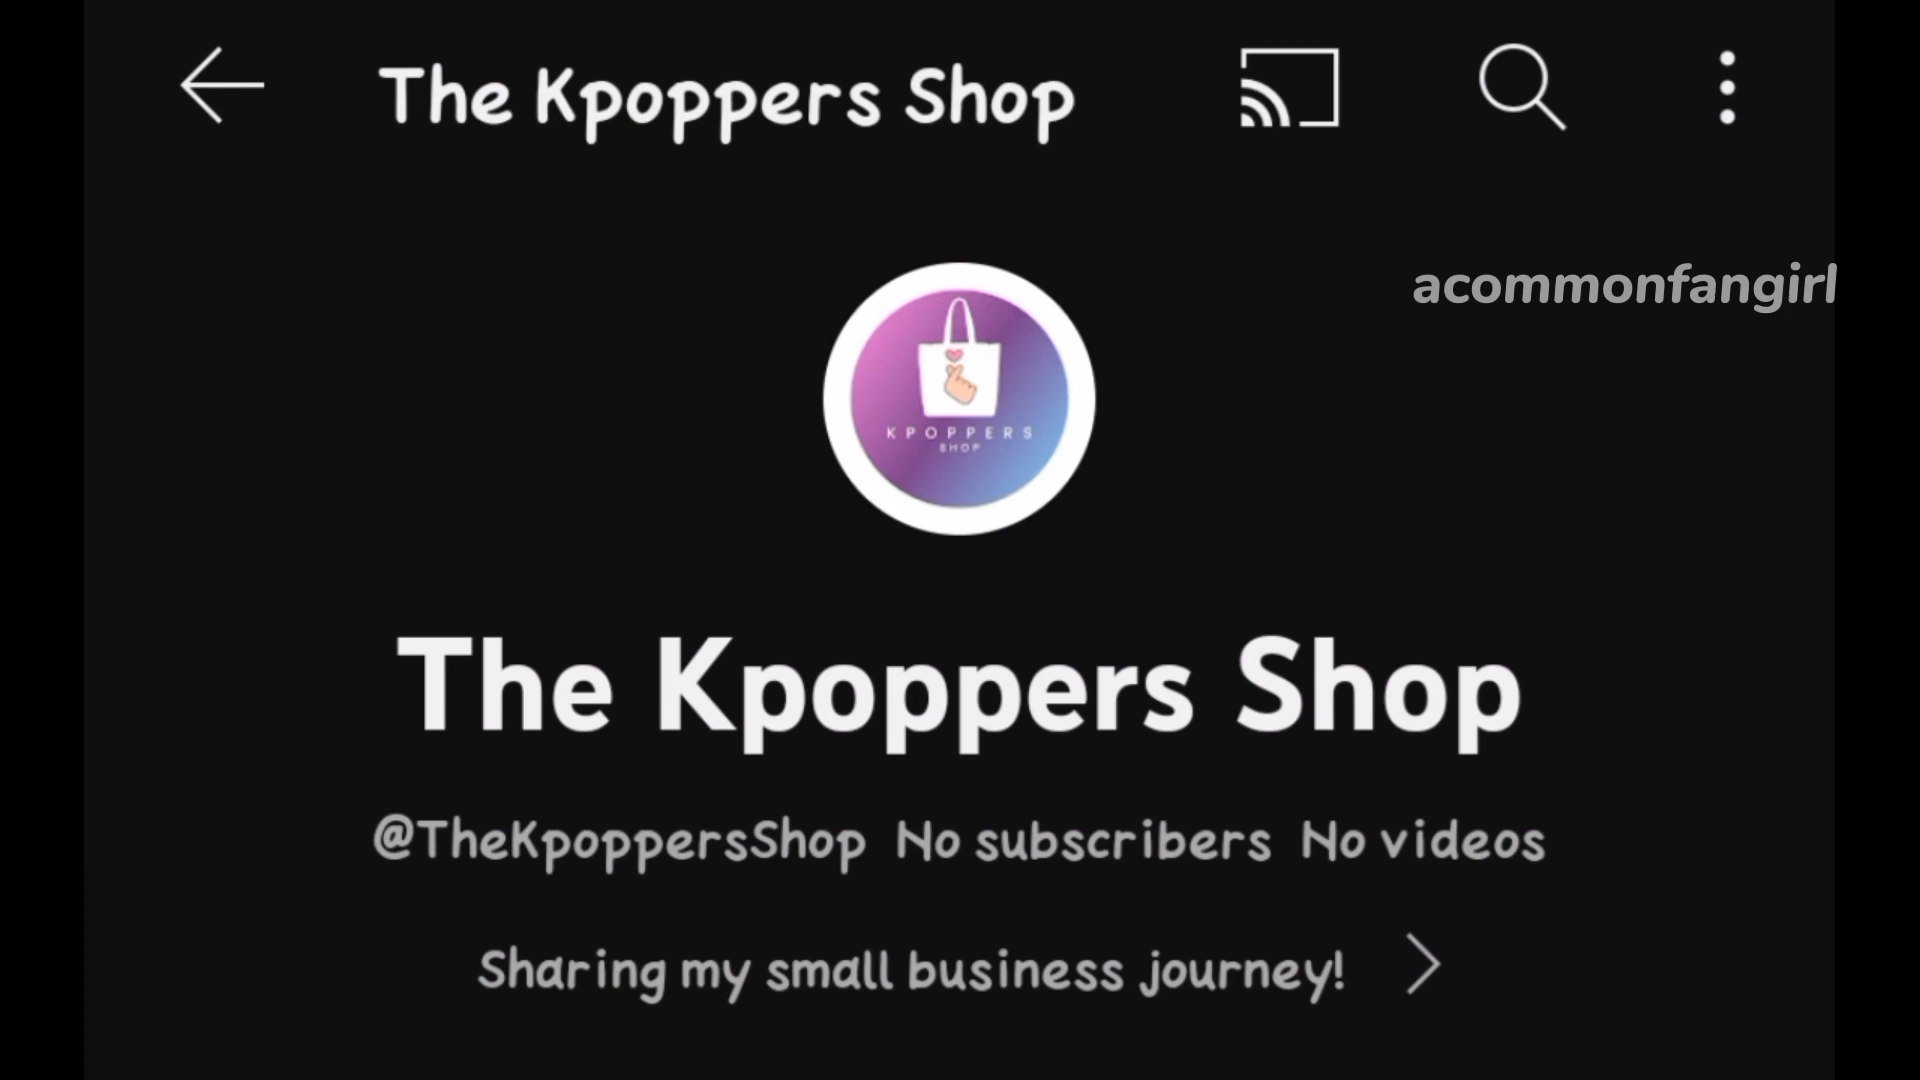 The Kpoppers Shop
acommonfangirl
KPOPPERS
SHOP
The Kpoppers Shop
@TheKpoppersShop No subscribers No videos
Sharing my small business journey!